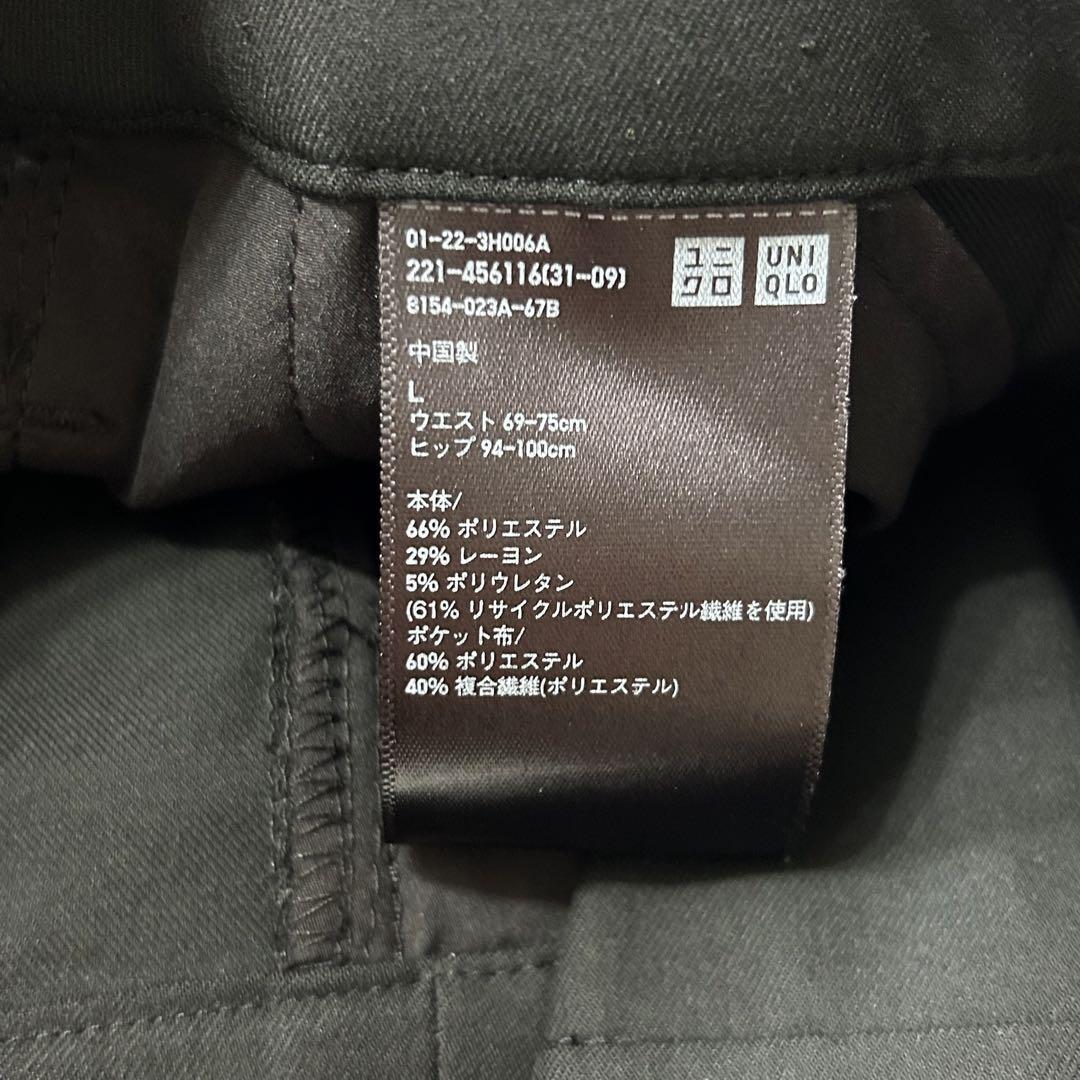 01-22-3H006A
221-456116(31-09)
8154-023A-67B
ユニ
クロ
UNI
QLO
中国製
L
ウエスト 69-75cm
ヒップ 94-100cm
本体/
66% ポリエステル
29% レーヨン
5% ポリウレタン
(61% リサイクルポリエステル繊維を使用)
ポケット布/
60% ポリエステル
40% 複合繊維(ポリエステル)